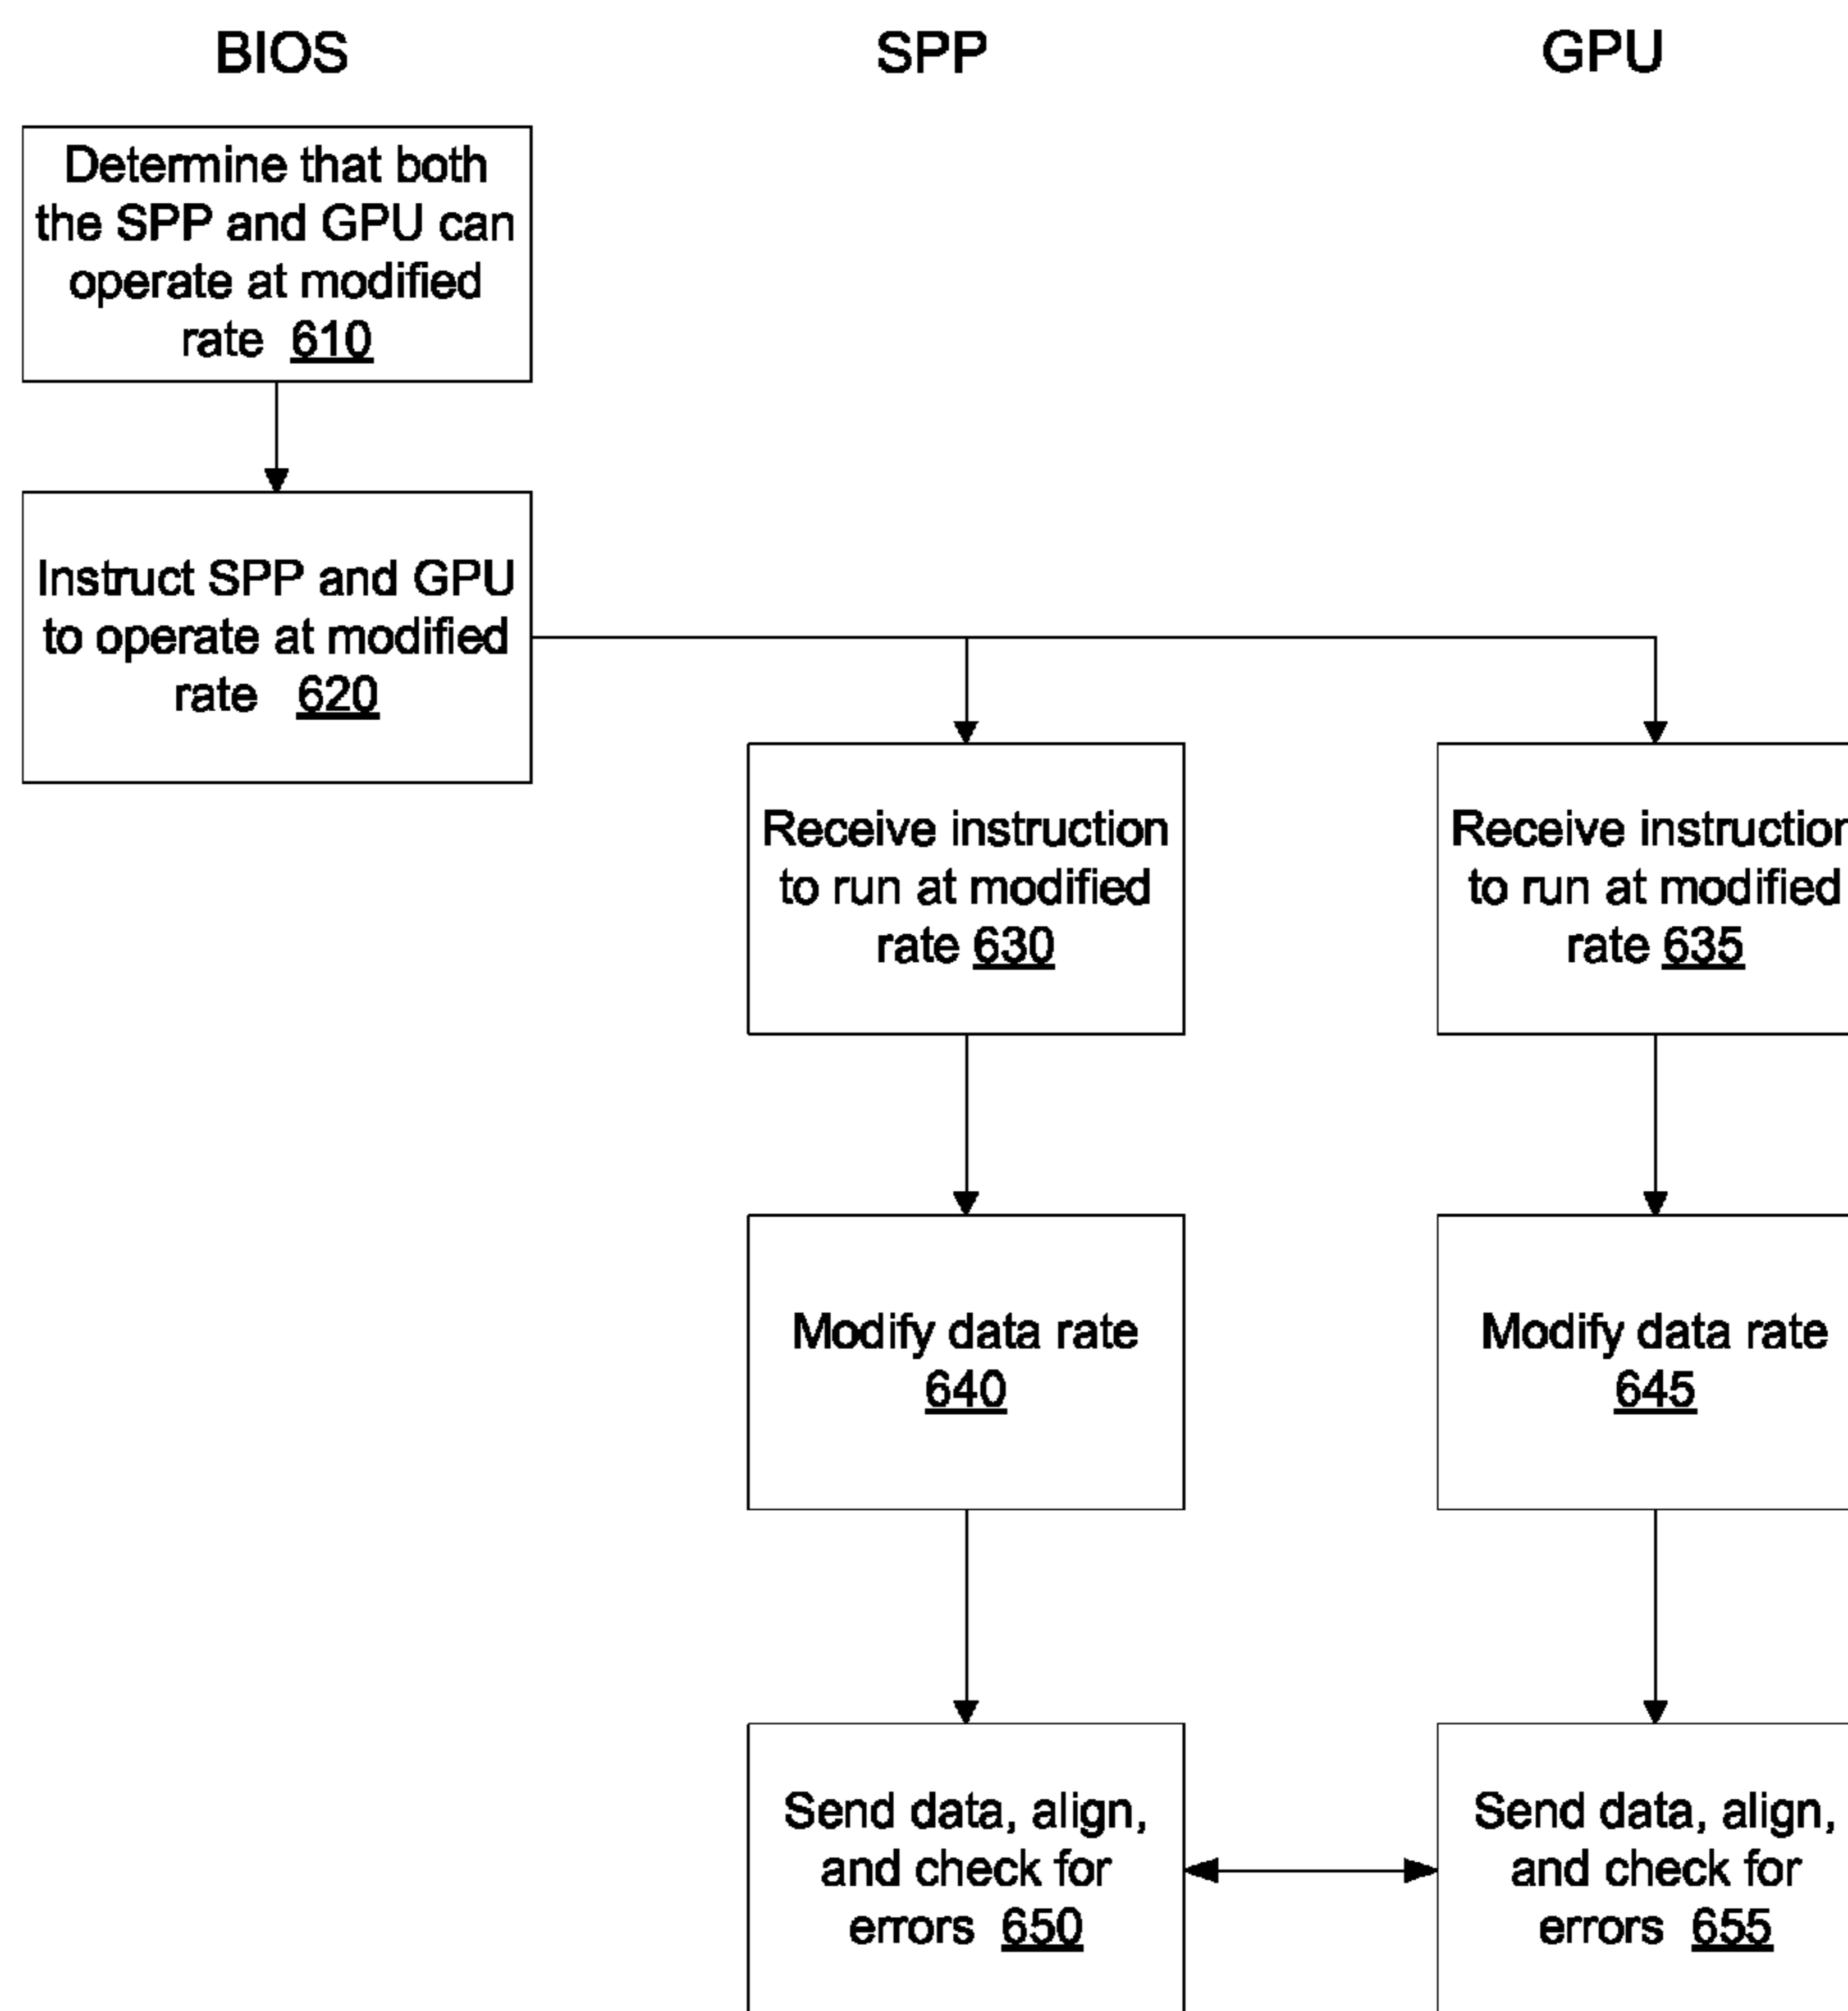 BIOS
SPP
GPU
Determine that both
the SPP and GPU can
operate at modified
rate 610
Instruct SPP and GPU
to operate at modified
rate 620
Receive instruction
to run at modified
rate 630
Receive instruction
to run at modified
rate 635
Modify data rate
640
Modify data rate
645
Send data, align,
and check for
errors 650
Send data, align,
and check for
errors 655